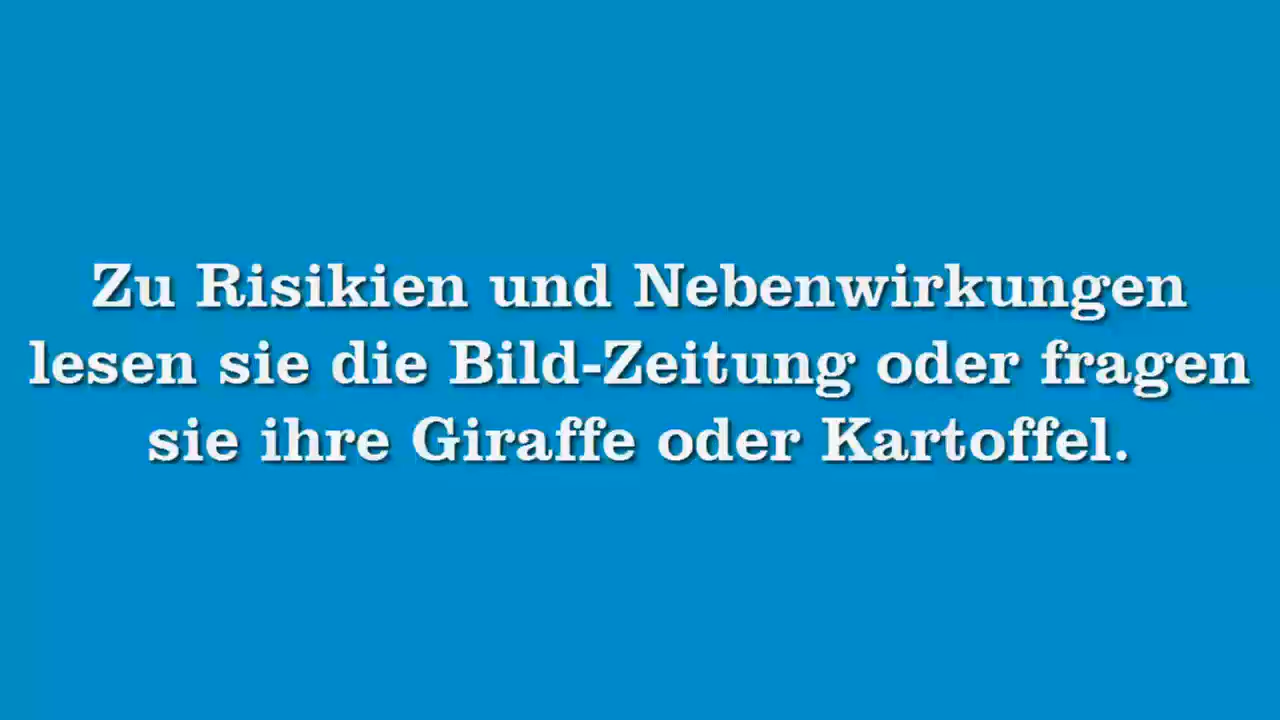 Zu Risikien und Nebenwirkungen
lesen sie die Bild-Zeitung oder fragen
sie ihre Giraffe oder Kartoffel.